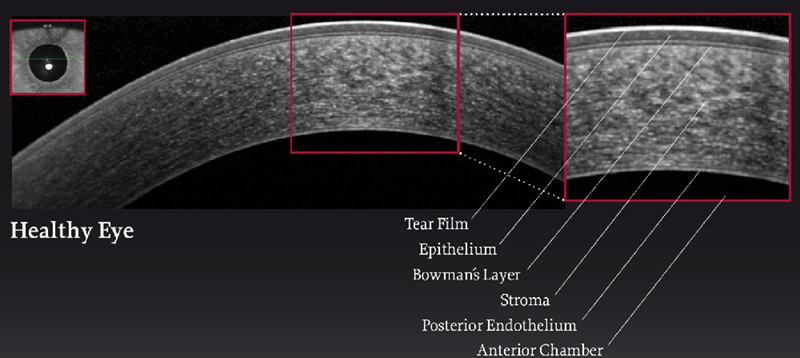 Healthy Eye
Tear Film
Epithelium
Bowman's Layer
Stroma
Posterior Endothelium
Anterior Chamber